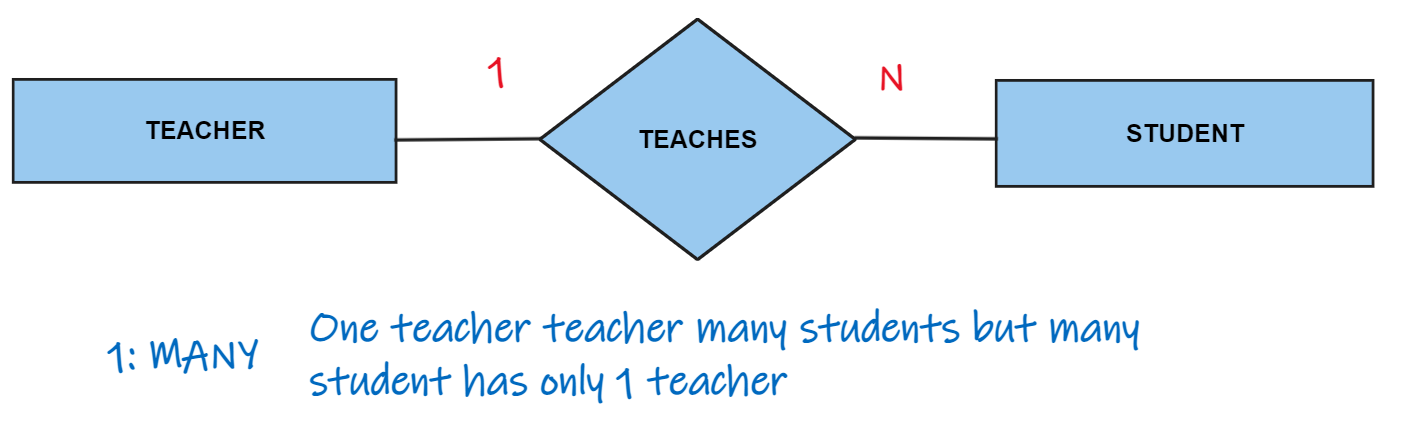 1
N
TEACHER
TEACHES
STUDENT
1: MANY
One teacher teacher many students but many
student has only 1 teacher